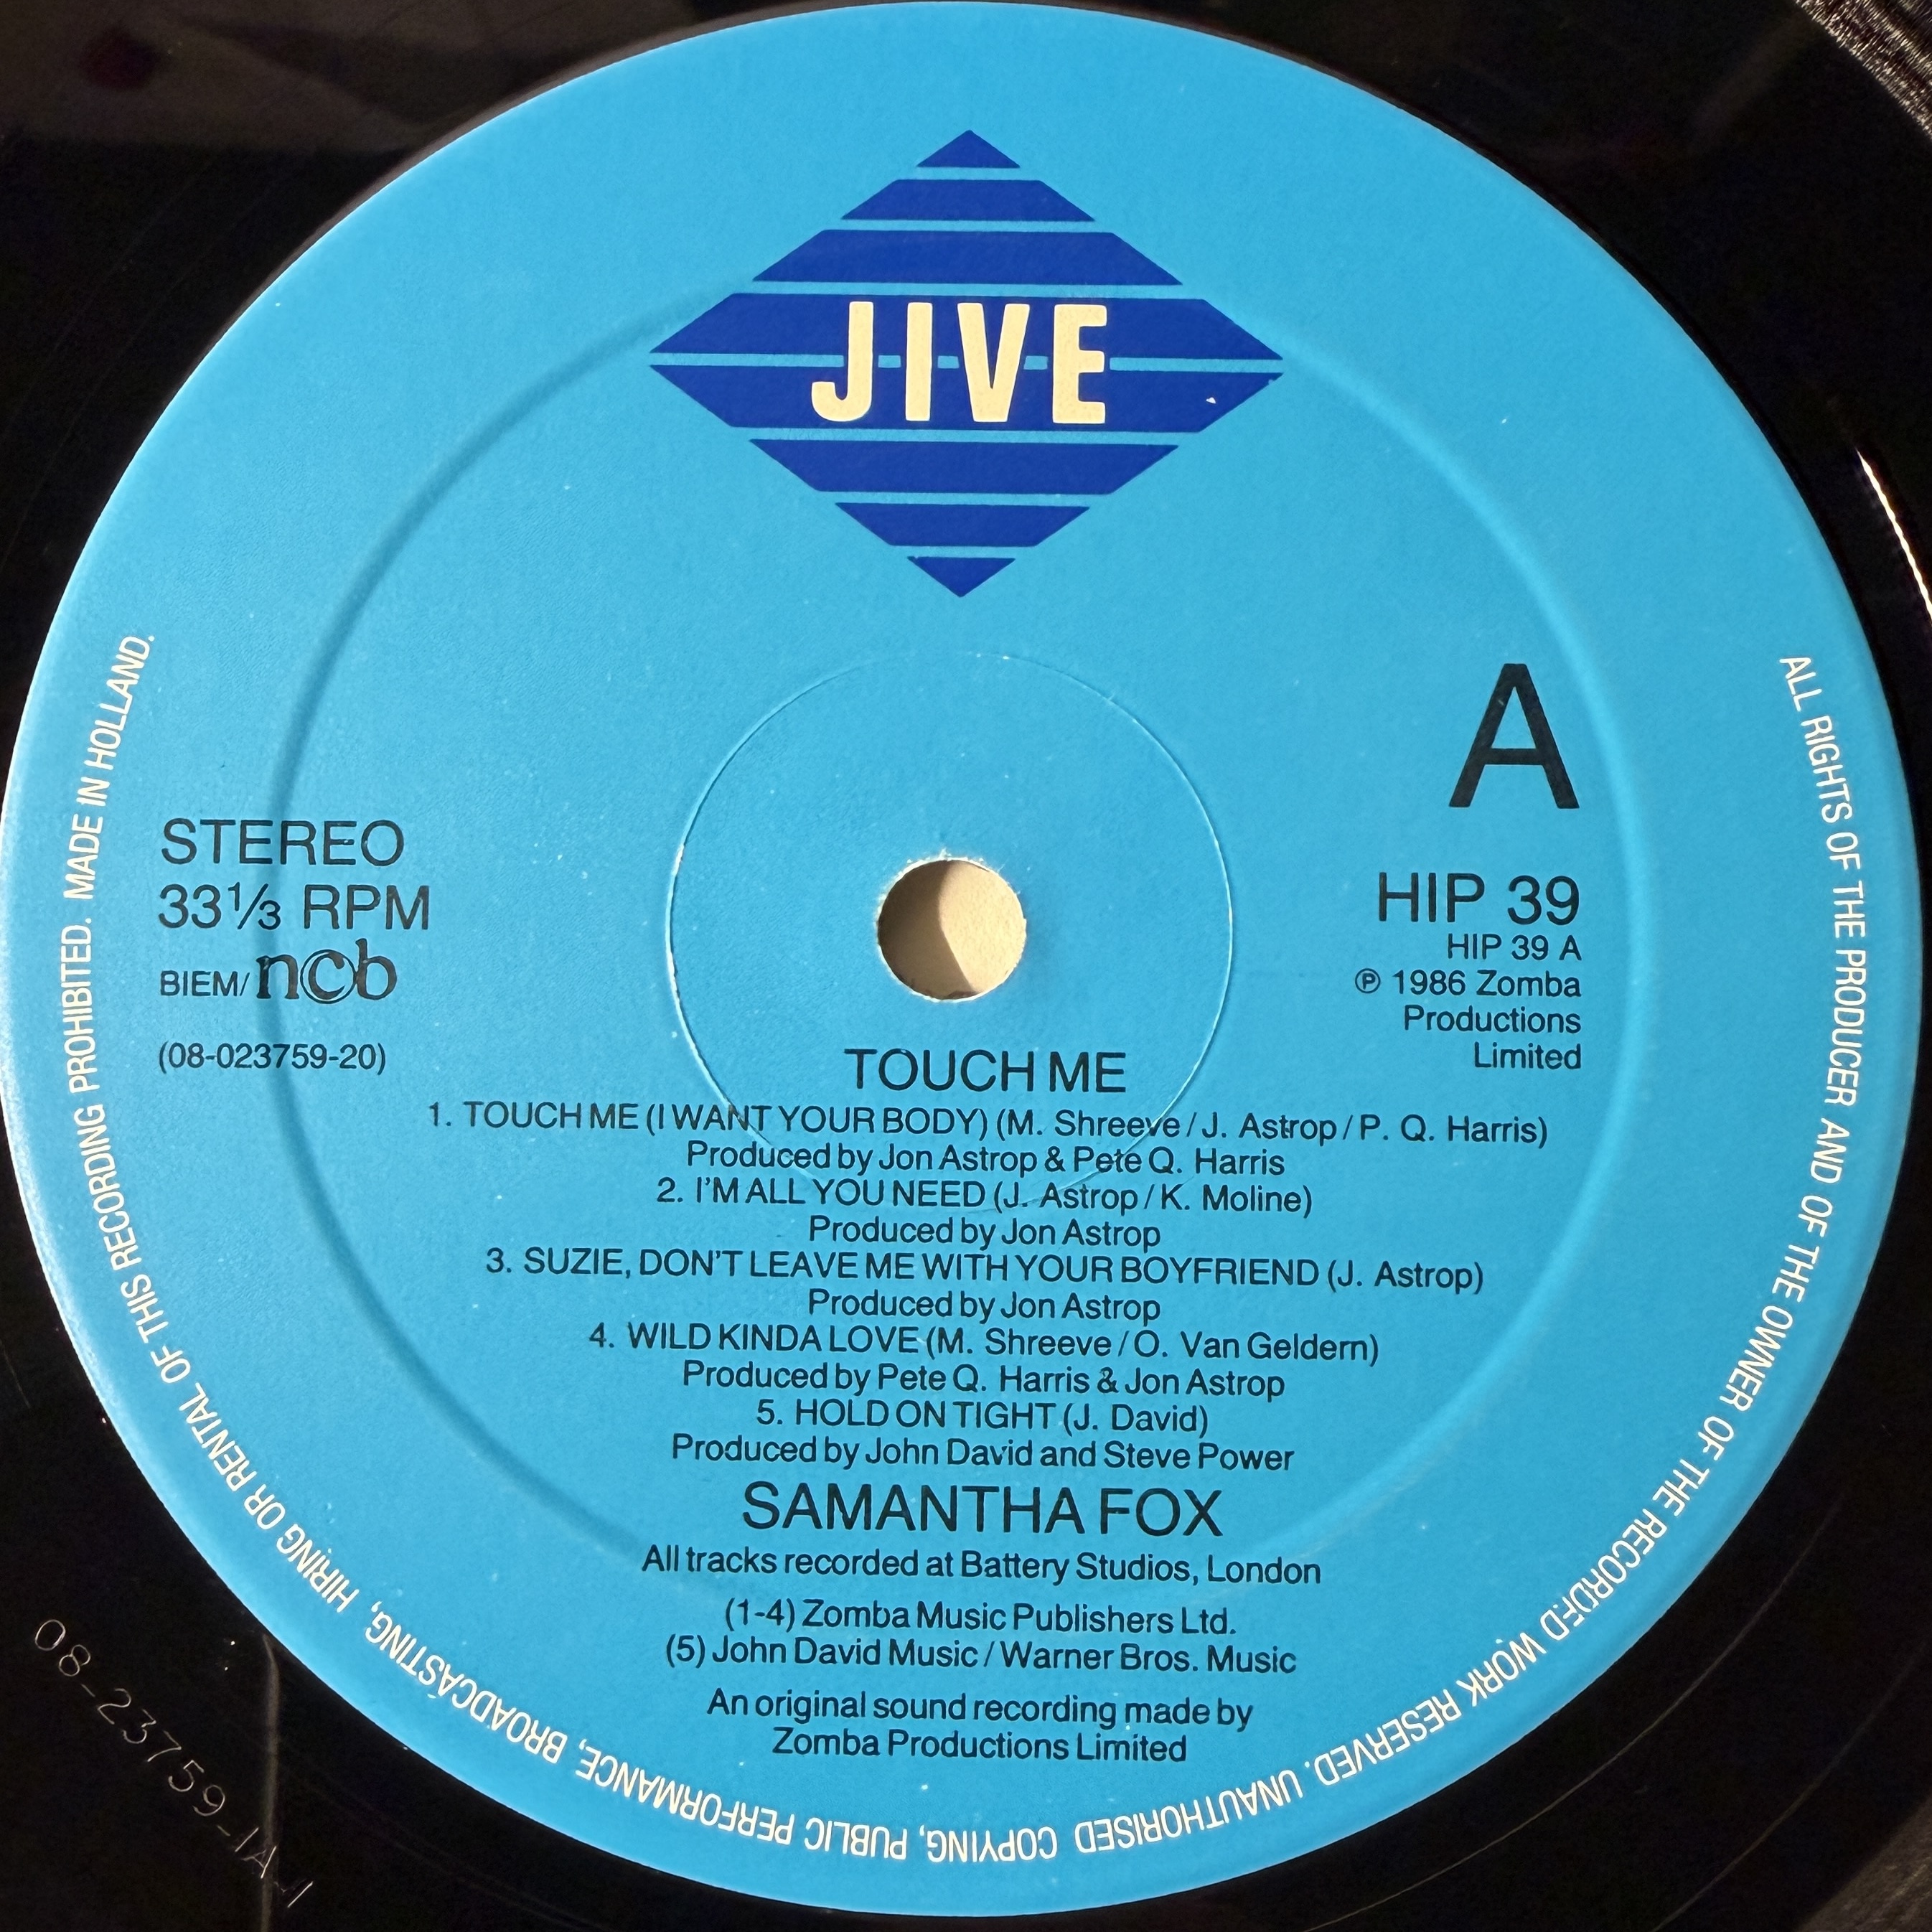 JIVE
A
STEREO
33⅓ RPM
BIEM/ncb
(08-023759-20)
HIP 39
HIP 39 A
℗ 1986 Zomba
Productions
Limited
TOUCH ME
1. TOUCH ME (I WANT YOUR BODY) (M. Shreeve / J. Astrop / P. Q. Harris)
Produced by Jon Astrop & Pete Q. Harris
2. I'M ALL YOU NEED (J. Astrop / K. Moline)
Produced by Jon Astrop
3. SUZIE, DON'T LEAVE ME WITH YOUR BOYFRIEND (J. Astrop)
Produced by Jon Astrop
4. WILD KINDA LOVE (M. Shreeve / O. Van Geldern)
Produced by Pete Q. Harris & Jon Astrop
5. HOLD ON TIGHT (J. David)
Produced by John David and Steve Power
SAMANTHA FOX
All tracks recorded at Battery Studios, London
(1-4) Zomba Music Publishers Ltd.
(5) John David Music / Warner Bros. Music
An original sound recording made by
Zomba Productions Limited
ALL RIGHTS OF THE PRODUCER AND OF THE OWNER OF THE RECORDED WORK RESERVED. UNAUTHORISED COPYING, PUBLIC PERFORMANCE, BROADCASTING, HIRING OR RENTAL OF THIS RECORDING PROHIBITED. MADE IN HOLLAND.
08-23759-1A-1